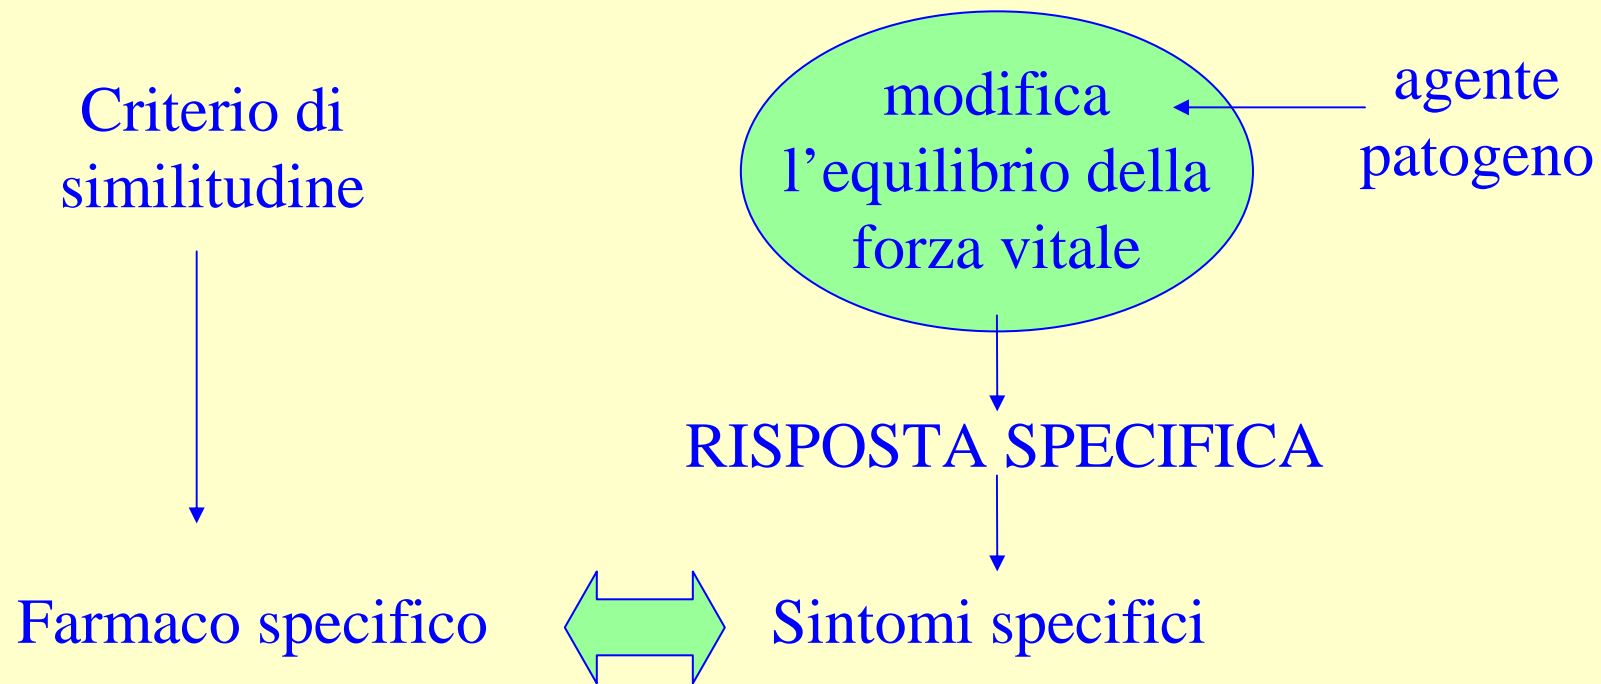 Criterio di
similitudine
modifica
l’equilibrio della
forza vitale
agente
patogeno
RISPOSTA SPECIFICA
Farmaco specifico
Sintomi specifici